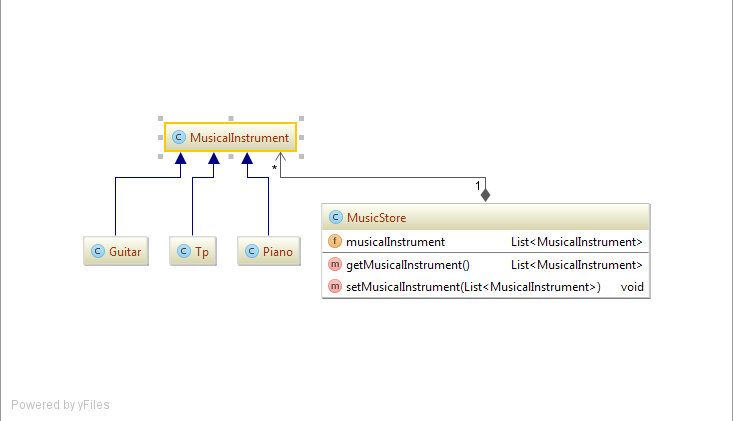 C MusicalInstrument
*
1
C MusicStore
f musicalInstrument List<MusicalInstrument>
m getMusicalInstrument() List<MusicalInstrument>
m setMusicalInstrument(List<MusicalInstrument>) void
C Guitar
C Tp
C Piano
Powered by yFiles